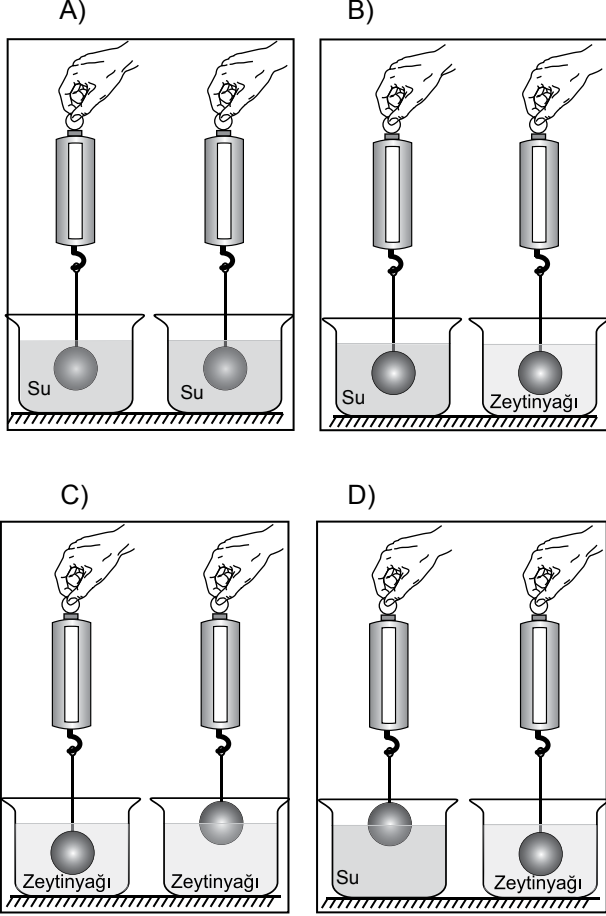 A)
B)
Su
Su
Su
Zeytinyağı
C)
D)
Zeytinyağı
Zeytinyağı
Su
Zeytinyağı